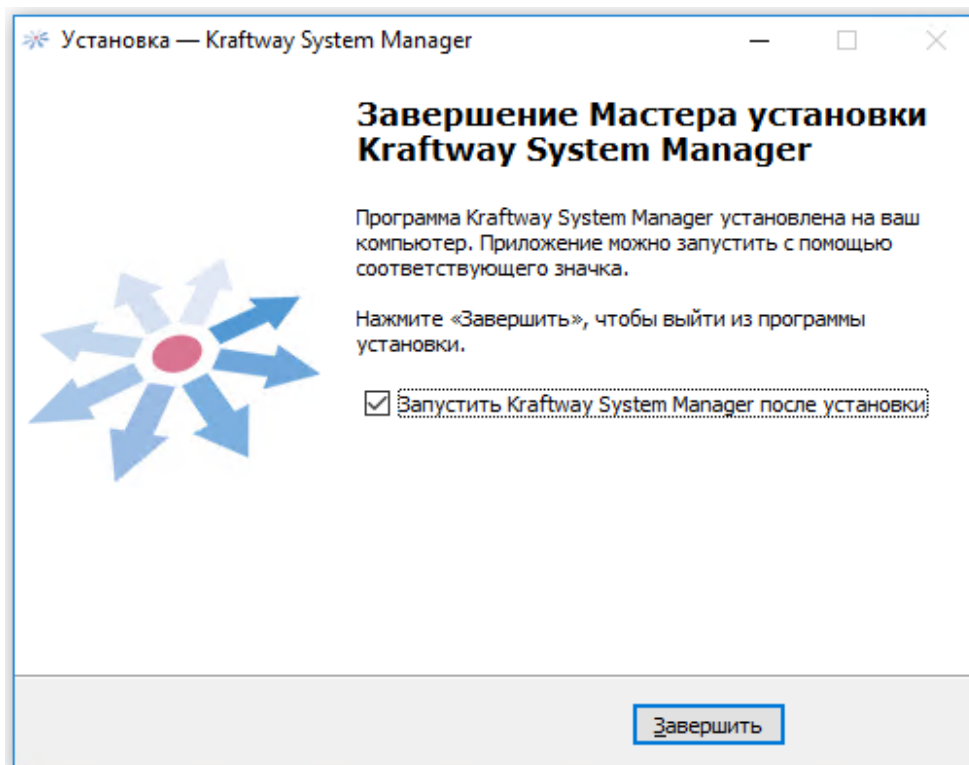 Установка — Kraftway System Manager
Завершение Мастера установки
Kraftway System Manager
Программа Kraftway System Manager установлена на ваш
компьютер. Приложение можно запустить с помощью
соответствующего значка.
Нажмите «Завершить», чтобы выйти из программы
установки.
Запустить Kraftway System Manager после установки
Завершить